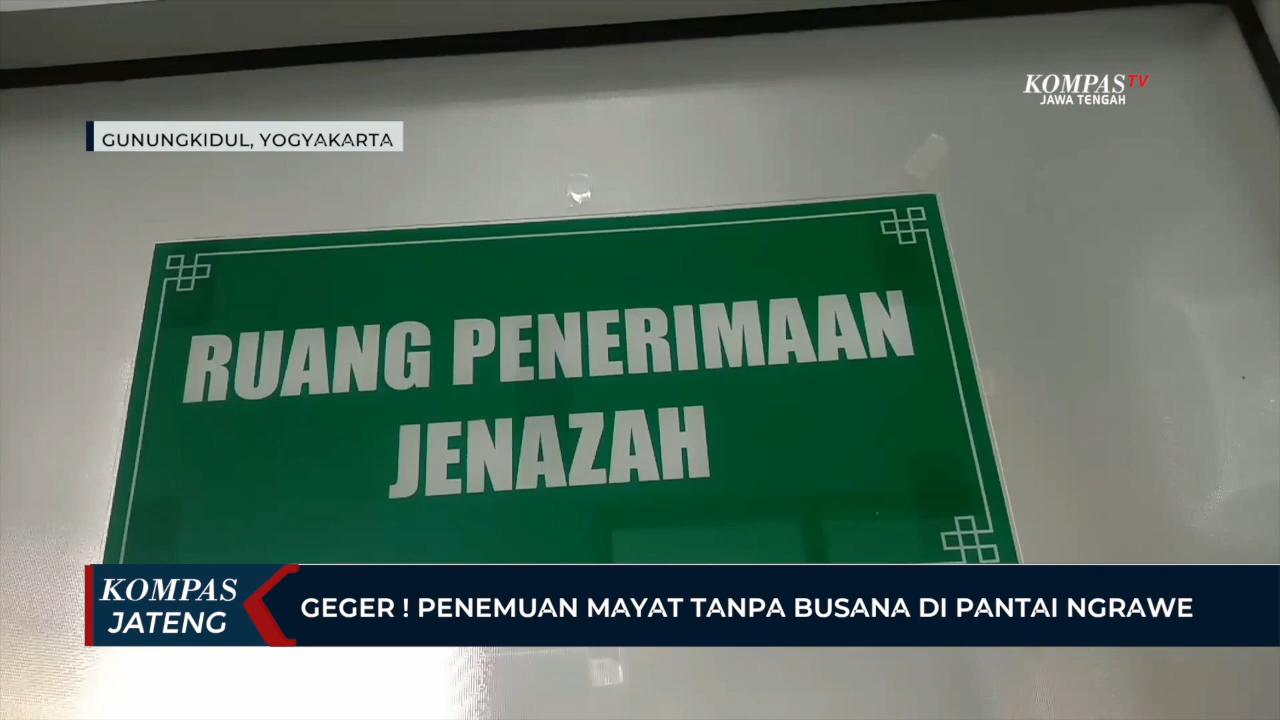 KOMPAS TV
JAWA TENGAH
GUNUNGKIDUL, YOGYAKARTA
RUANG PENERIMAAN
JENAZAH
KOMPAS
JATENG
GEGER ! PENEMUAN MAYAT TANPA BUSANA DI PANTAI NGRAWE